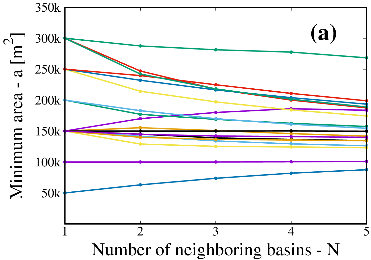 350k
(a)
300k
250k
200k
150k
100k
50k
Minimum area - a [m²]
1 2 3 4 5
Number of neighboring basins - N